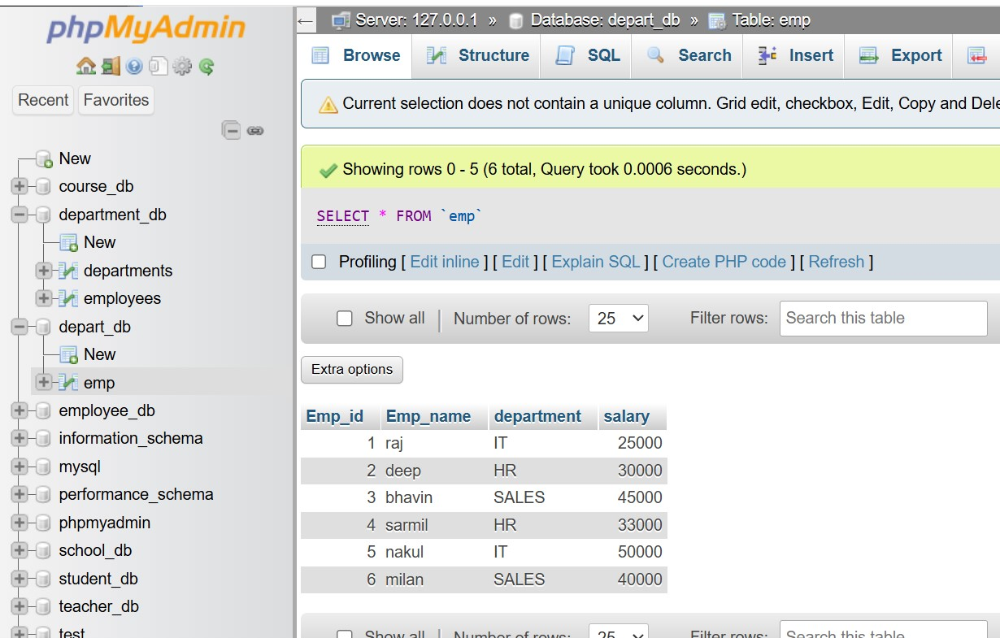 phpMyAdmin
Recent Favorites
New
course_db
department_db
New
departments
employees
depart_db
New
emp
employee_db
information_schema
mysql
performance_schema
phpmyadmin
school_db
student_db
teacher_db
test
← Server: 127.0.0.1 » Database: depart_db » Table: emp
Browse Structure SQL Search Insert Export
Current selection does not contain a unique column. Grid edit, checkbox, Edit, Copy and Dele
Showing rows 0 - 5 (6 total, Query took 0.0006 seconds.)
SELECT * FROM `emp`
Profiling [ Edit inline ] [ Edit ] [ Explain SQL ] [ Create PHP code ] [ Refresh ]
Show all | Number of rows: 25 Filter rows: Search this table
Extra options
Emp_id Emp_name department salary
1 raj IT 25000
2 deep HR 30000
3 bhavin SALES 45000
4 sarmil HR 33000
5 nakul IT 50000
6 milan SALES 40000
Show all | Number of rows: 25 Filter rows: Search this table